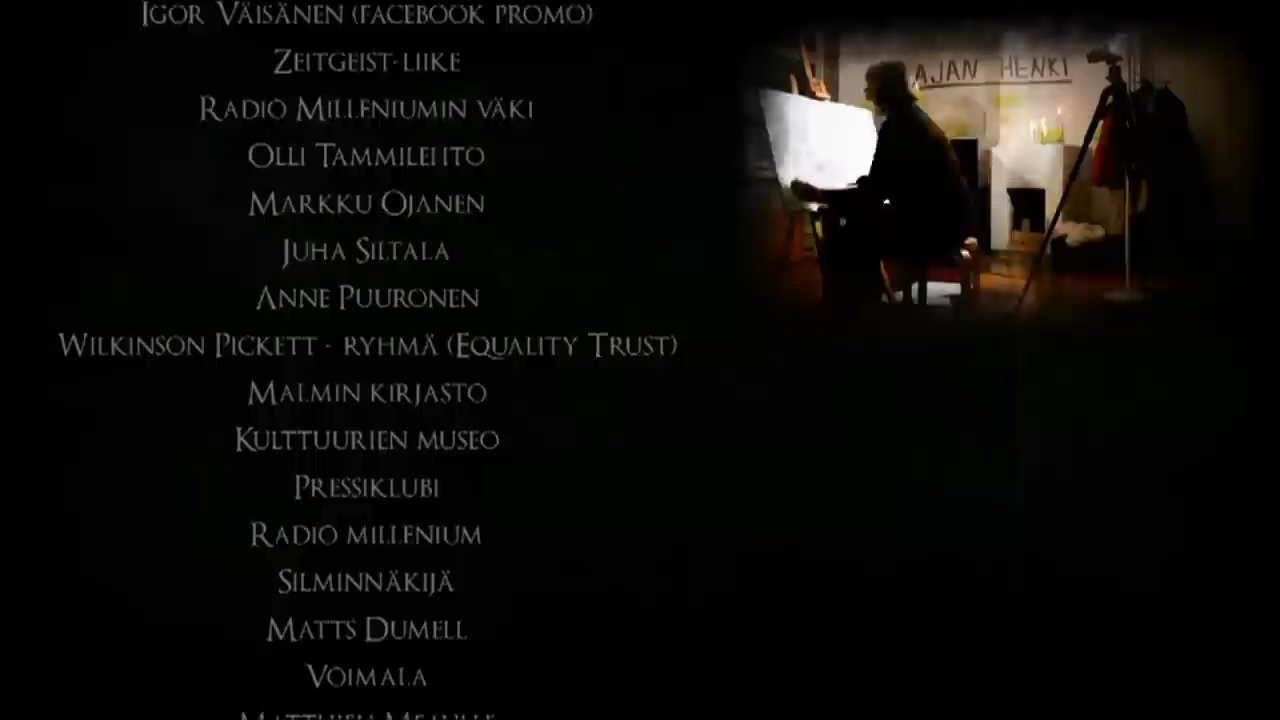 Igor Väisänen (facebook promo)
Zeitgeist-liike
Radio Milleniumin väki
Olli Tammilehto
Markku Ojanen
Juha Siltala
Anne Puuronen
Wilkinson Pickett - ryhmä (Equality Trust)
Malmin kirjasto
Kulttuurien museo
Pressiklubi
Radio millenium
Silminnäkijä
Matts Dumell
Voimala
AJAN HENKI